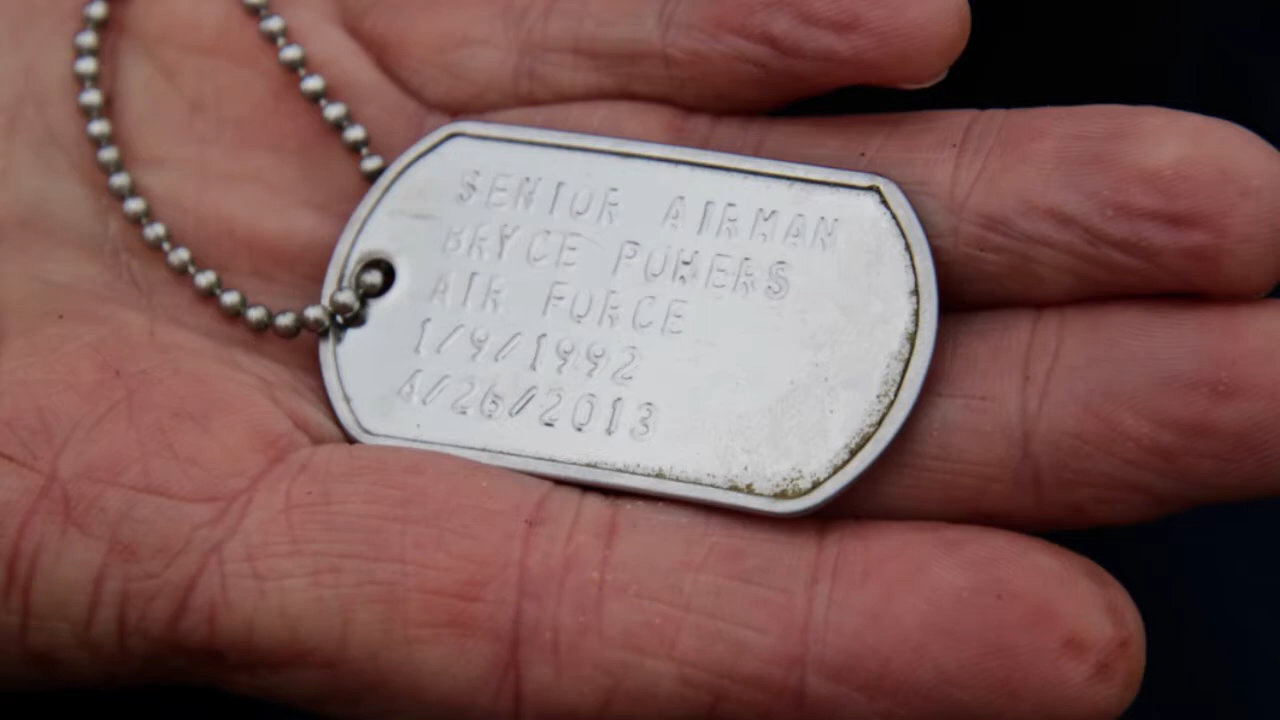 SENIOR AIRMAN
BRYCE POWERS
AIR FORCE
1/9/1992
4/26/2013